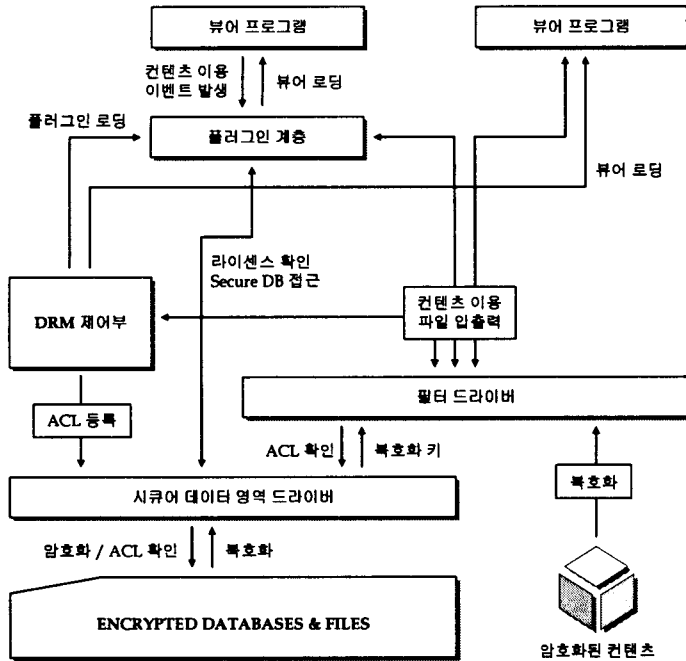 뷰어 프로그램
뷰어 프로그램
컨텐츠 이용
이벤트 발생
뷰어 로딩
플러그인 로딩
플러그인 계층
뷰어 로딩
라이센스 확인
Secure DB 접근
DRM 제어부
컨텐츠 이용
파일 입출력
필터 드라이버
ACL 등록
ACL 확인
복호화 키
복호화
시큐어 데이터 영역 드라이버
암호화 / ACL 확인
복호화
ENCRYPTED DATABASES & FILES
암호화된 컨텐츠